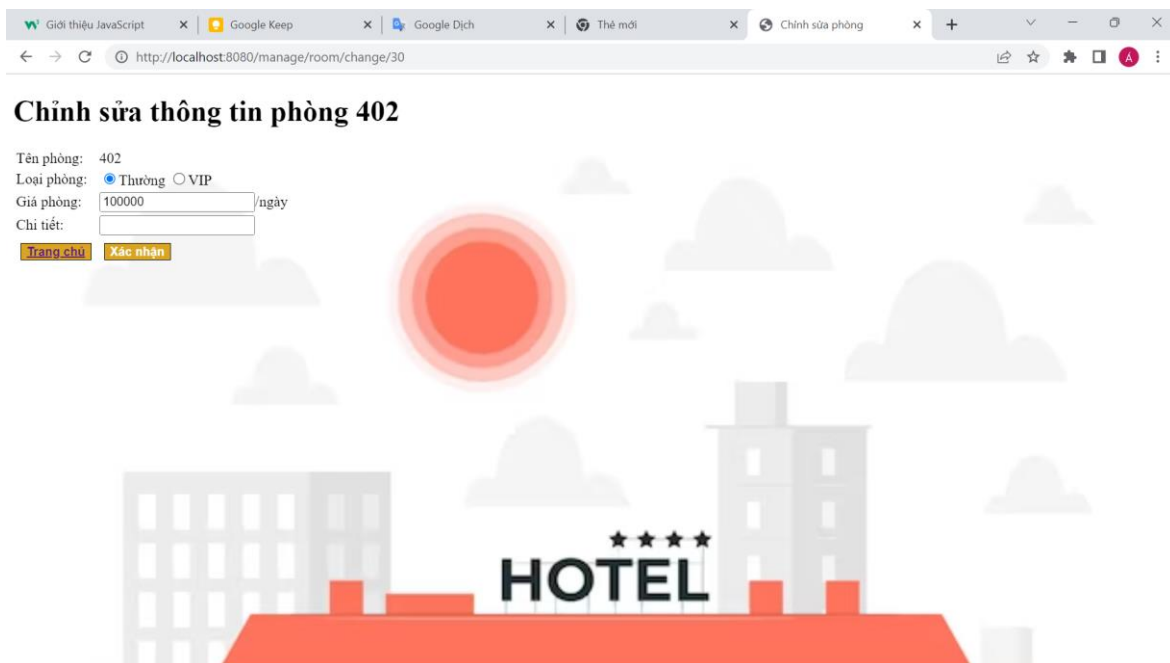 Giới thiệu JavaScript Google Keep Google Dịch Thẻ mới Chỉnh sửa phòng
http://localhost:8080/manage/room/change/30 Á
Chỉnh sửa thông tin phòng 402
Tên phòng: 402
Loại phòng: Thường VIP
Giá phòng: 100000 /ngày
Chi tiết:
Trang chủ Xác nhận
HOTEL